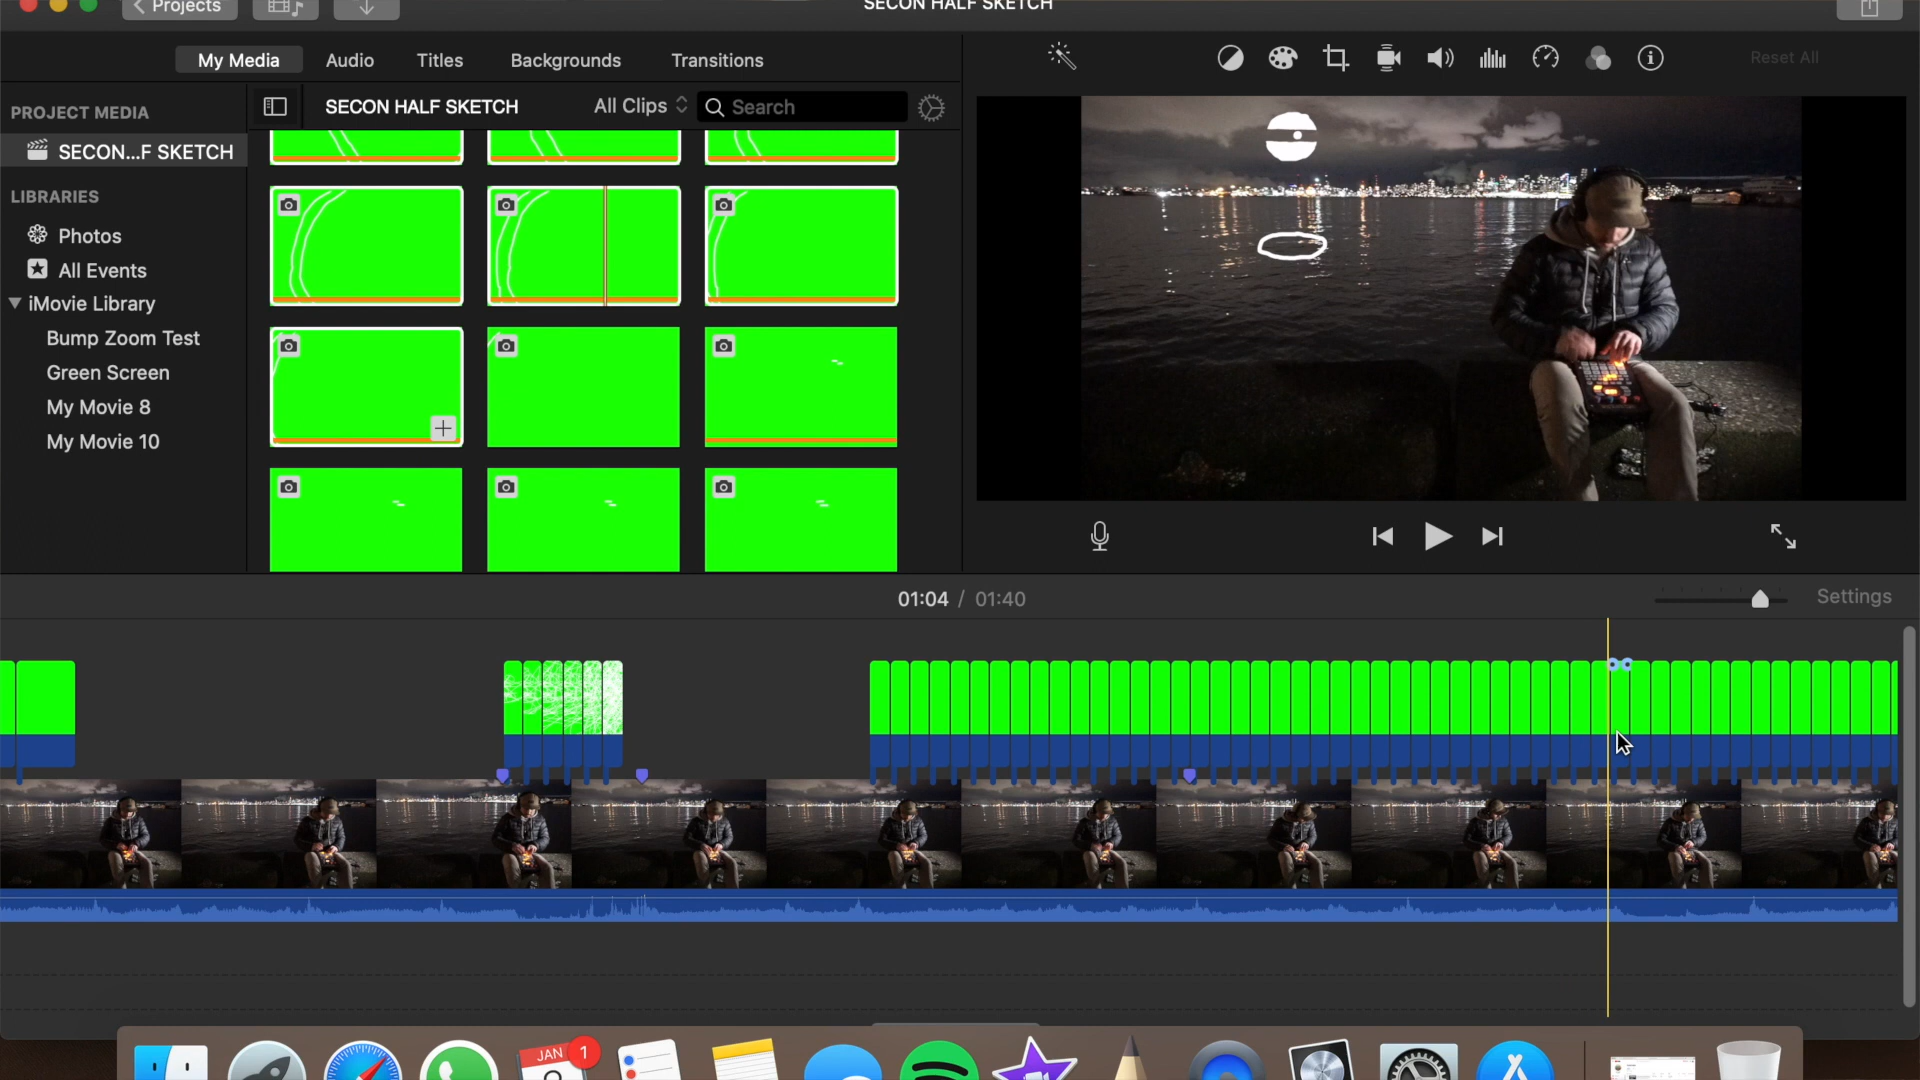 Projects
SECON HALF SKETCH
My Media
Audio
Titles
Backgrounds
Transitions
Reset All
PROJECT MEDIA
SECON HALF SKETCH
All Clips
Search
SECON...F SKETCH
LIBRARIES
Photos
All Events
iMovie Library
Bump Zoom Test
Green Screen
My Movie 8
My Movie 10
01:04 / 01:40
Settings
JAN
1